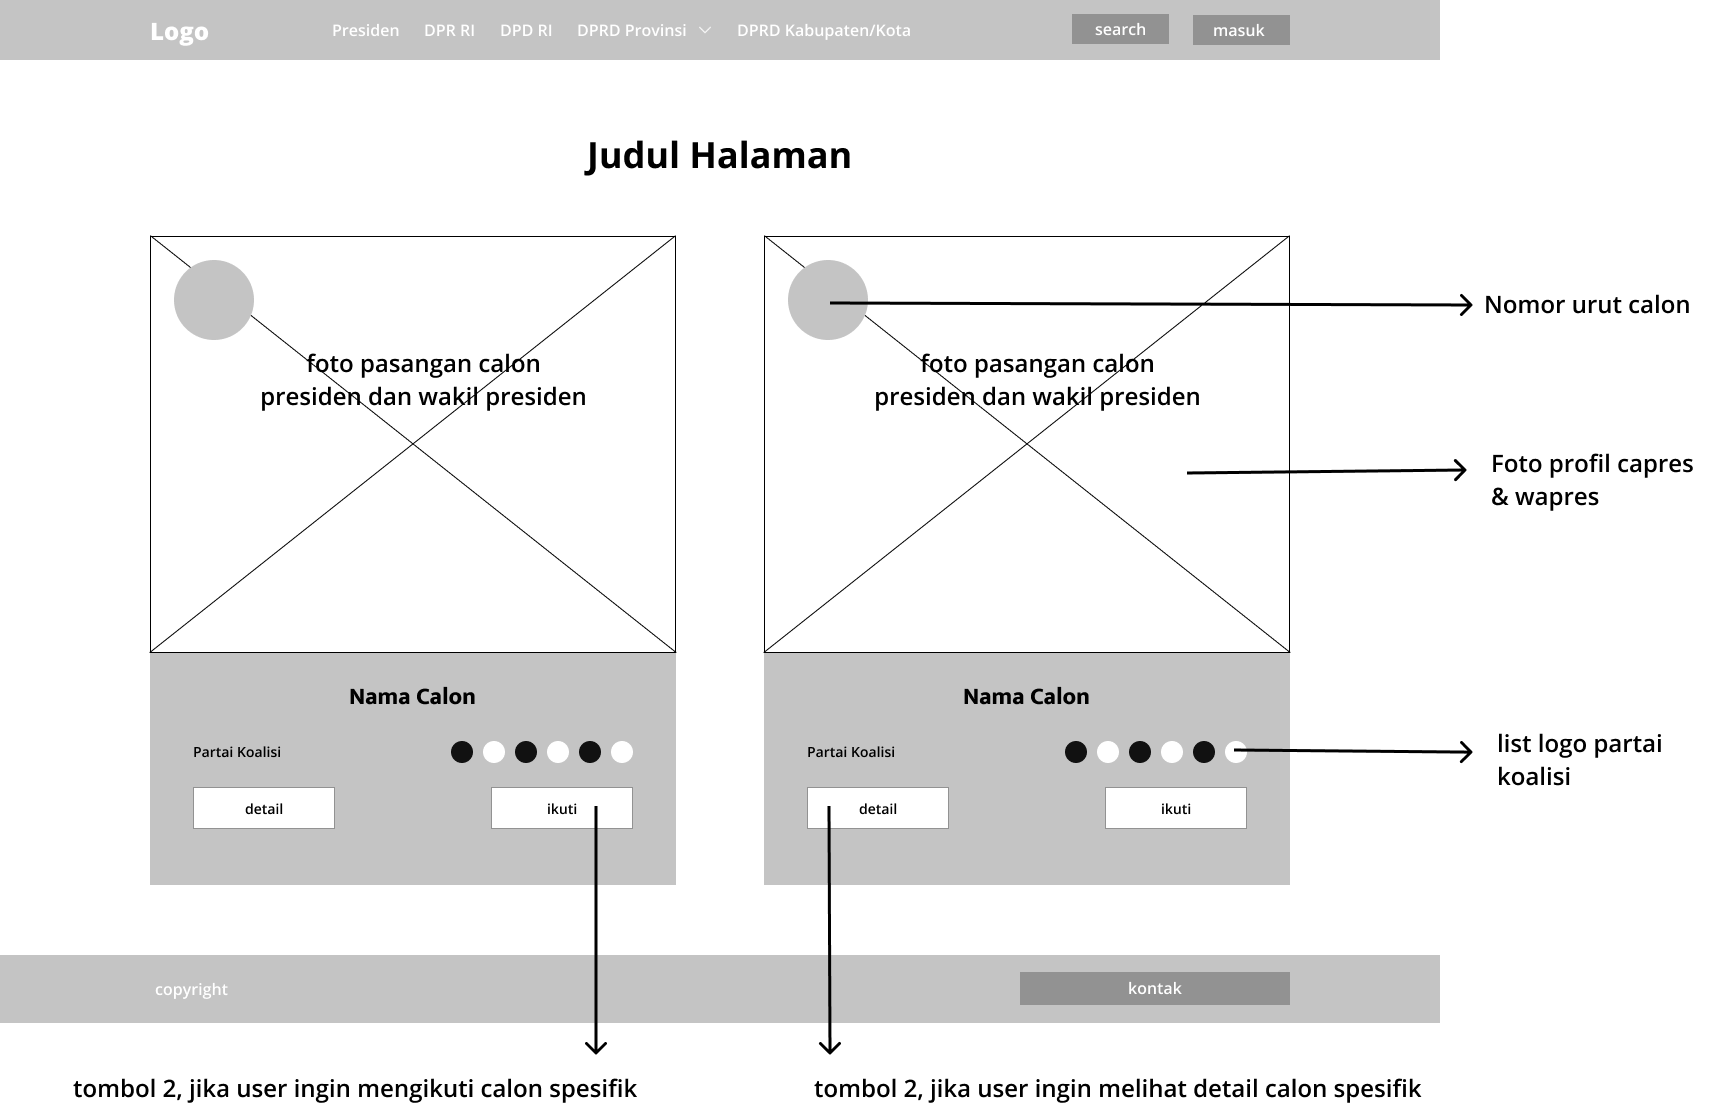 Logo
Presiden
DPR RI
DPD RI
DPRD Provinsi
DPRD Kabupaten/Kota
search
masuk
Judul Halaman
foto pasangan calon
presiden dan wakil presiden
foto pasangan calon
presiden dan wakil presiden
Nomor urut calon
Foto profil capres
& wapres
Nama Calon
Partai Koalisi
detail
ikuti
Nama Calon
Partai Koalisi
detail
ikuti
list logo partai
koalisi
copyright
kontak
tombol 2, jika user ingin mengikuti calon spesifik
tombol 2, jika user ingin melihat detail calon spesifik